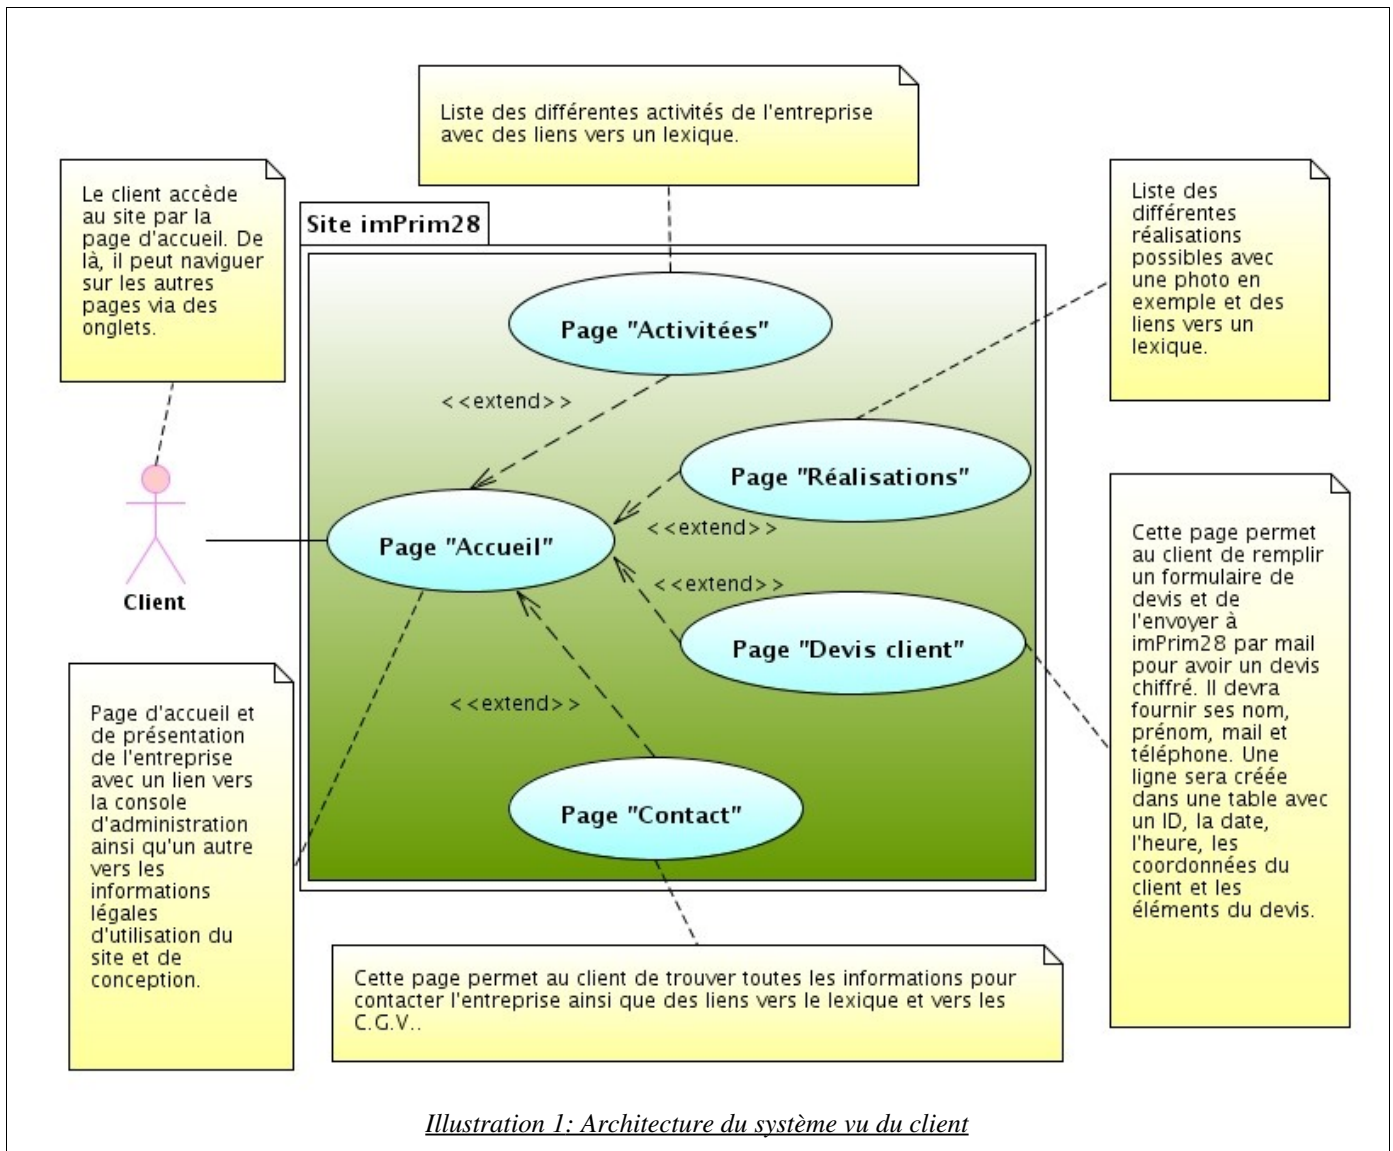 Liste des différentes activités de l'entreprise
avec des liens vers un lexique.
Le client accède
au site par la
page d'accueil. De
là, il peut naviguer
sur les autres
pages via des
onglets.
Liste des
différentes
réalisations
possibles avec
une photo en
exemple et des
liens vers un
lexique.
Site imPrim28
Page "Activitées"
<<extend>>
Page "Réalisations"
<<extend>>
Page "Accueil"
<<extend>>
Client
Page "Devis client"
<<extend>>
Page "Contact"
Cette page permet
au client de remplir
un formulaire de
devis et de
l'envoyer à
imPrim28 par mail
pour avoir un devis
chiffré. Il devra
fournir ses nom,
prénom, mail et
téléphone. Une
ligne sera créée
dans une table avec
un ID, la date,
l'heure, les
coordonnées du
client et les
éléments du devis.
Page d'accueil et
de présentation
de l'entreprise
avec un lien vers
la console
d'administration
ainsi qu'un autre
vers les
informations
légales
d'utilisation du
site et de
conception.
Cette page permet au client de trouver toutes les informations pour
contacter l'entreprise ainsi que des liens vers le lexique et vers les
C.G.V..
Illustration 1: Architecture du système vu du client